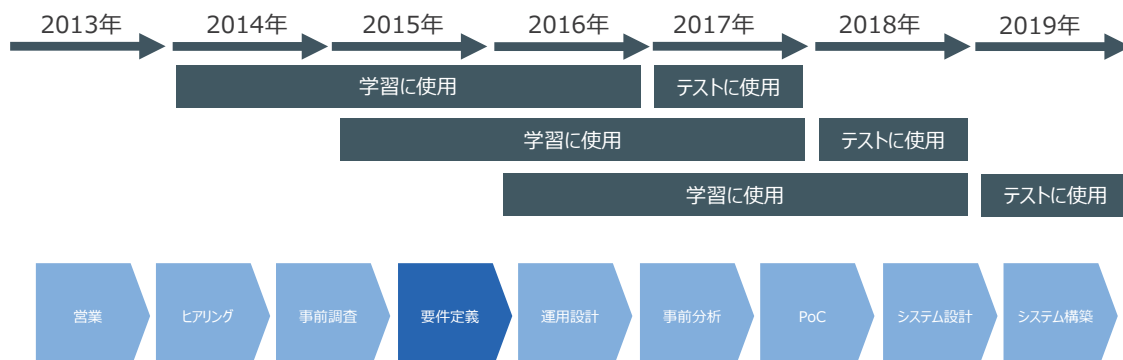 2013年 2014年 2015年 2016年 2017年 2018年 2019年
学習に使用 テストに使用
学習に使用 テストに使用
学習に使用 テストに使用
営業 ヒアリング 事前調査 要件定義 運用設計 事前分析 PoC システム設計 システム構築